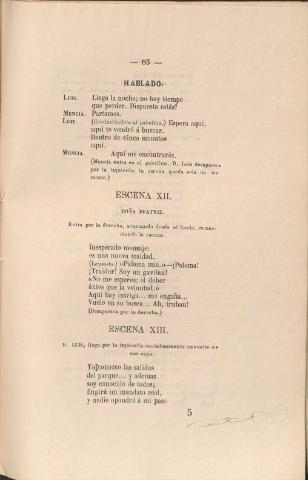 — 65 —
HABLADO.
LUIS. Llega la noche; no hay tiempo
que perder. Dispuesta estás?
MENCIA. Partamos.
LUIS. (Conduciéndola al pabellon.) Espera aquí,
aquí te vendré á buscar.
Dentro de cinco minutos
aquí.
MENCIA. Aquí me encontrarás.
(Mencia entra en el pabellon. D. Luis desaparece
por la izquierda; la escena queda sola un mo-
mento.)
ESCENA XII.
DOÑA BEATRIZ.
Entra por la derecha, avanzando desde el fondo, recono-
ciendo la escena.
Inesperado mensaje:
es una nueva maldad.
(Leyendo.) «Paloma mia.»—¡Paloma!
¡Traidor! Soy un gavilan!
«No me esperes; el deber
ántes que la voluntad.»
Aquí hay intriga... me engaña...
Vuelo en su busca... Ah, truhan!
(Desaparece por la derecha.)
ESCENA XIII.
D. LUIS, llega por la izquierda cautelosamente envuelto en
una capa.
Yo conozco las salidas
del parque... y ademas
soy conocido de todos;
fingiré un mandato real,
y nadie opondrá á mi paso
5